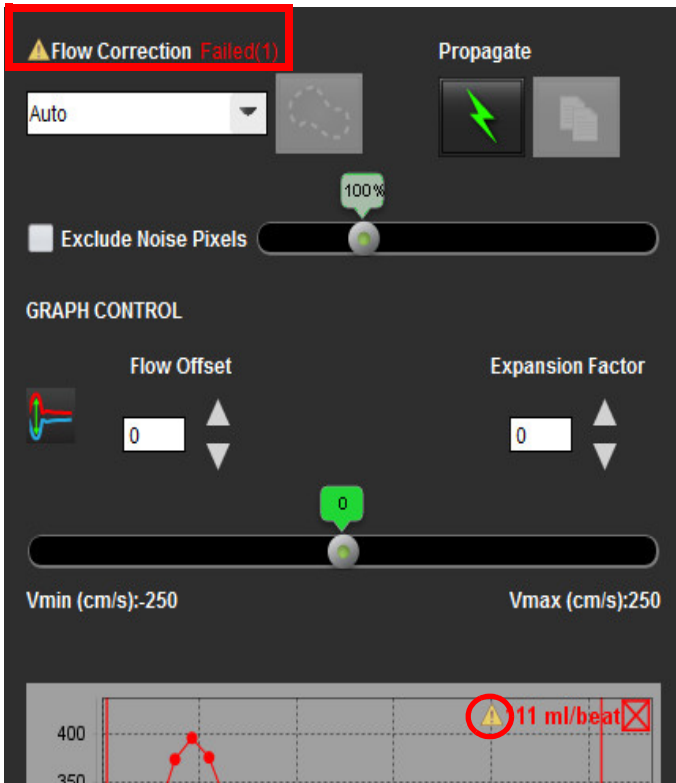 Flow Correction Failed(1)
Propagate
Auto
100%
Exclude Noise Pixels
GRAPH CONTROL
Flow Offset
Expansion Factor
0
0
0
Vmin (cm/s):-250
Vmax (cm/s):250
ml/beat
400
350